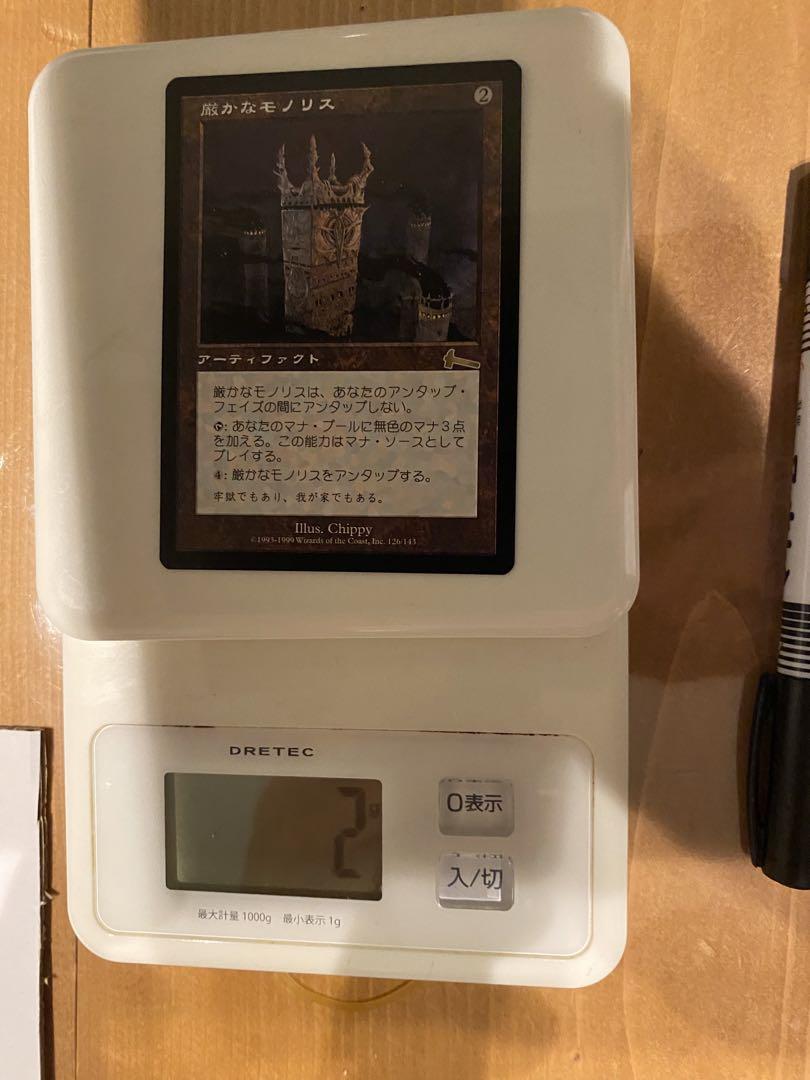 厳かなモノリス
2
アーティファクト
厳かなモノリスは、あなたのアンタップ・
フェイズの間にアンタップしない。
：あなたのマナ・プールに無色のマナ３点
を加える。この能力はマナ・ソースとして
プレイする。
4：厳かなモノリスをアンタップする。
牢獄でもあり、我が家でもある。
Illus. Chippy
©1993-1999 Wizards of the Coast, Inc. 126/143
DRETEC
2g
0表示
入/切
最大計量 1000g 最小表示 1g